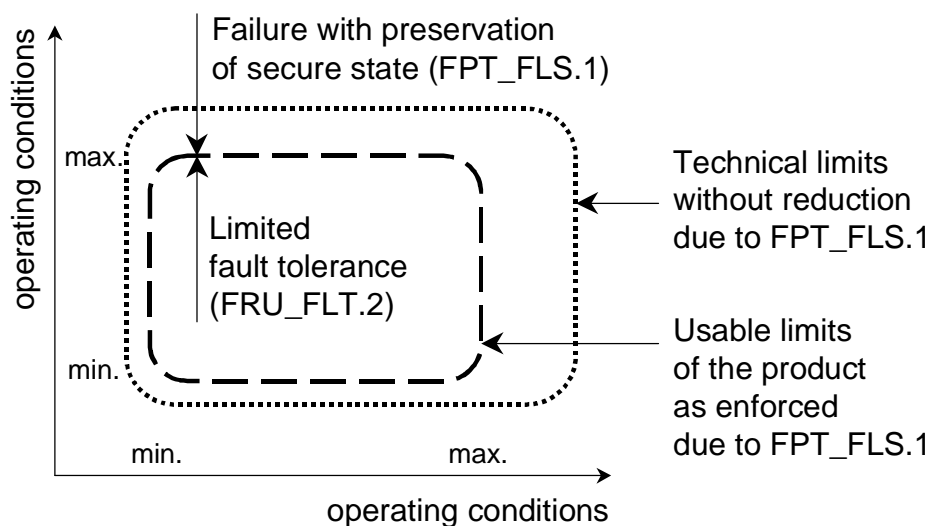 Failure with preservation
of secure state (FPT_FLS.1)
operating conditions
max.
Technical limits
without reduction
due to FPT_FLS.1
Limited
fault tolerance
(FRU_FLT.2)
Usable limits
of the product
as enforced
due to FPT_FLS.1
min.
min.
max.
operating conditions